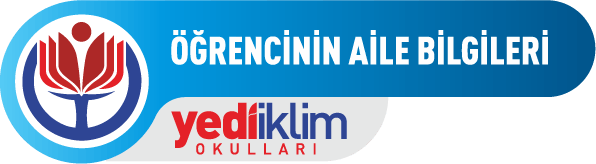 ÖĞRENCİNİN AİLE BİLGİLERİ
yediiklim
OKULLARI